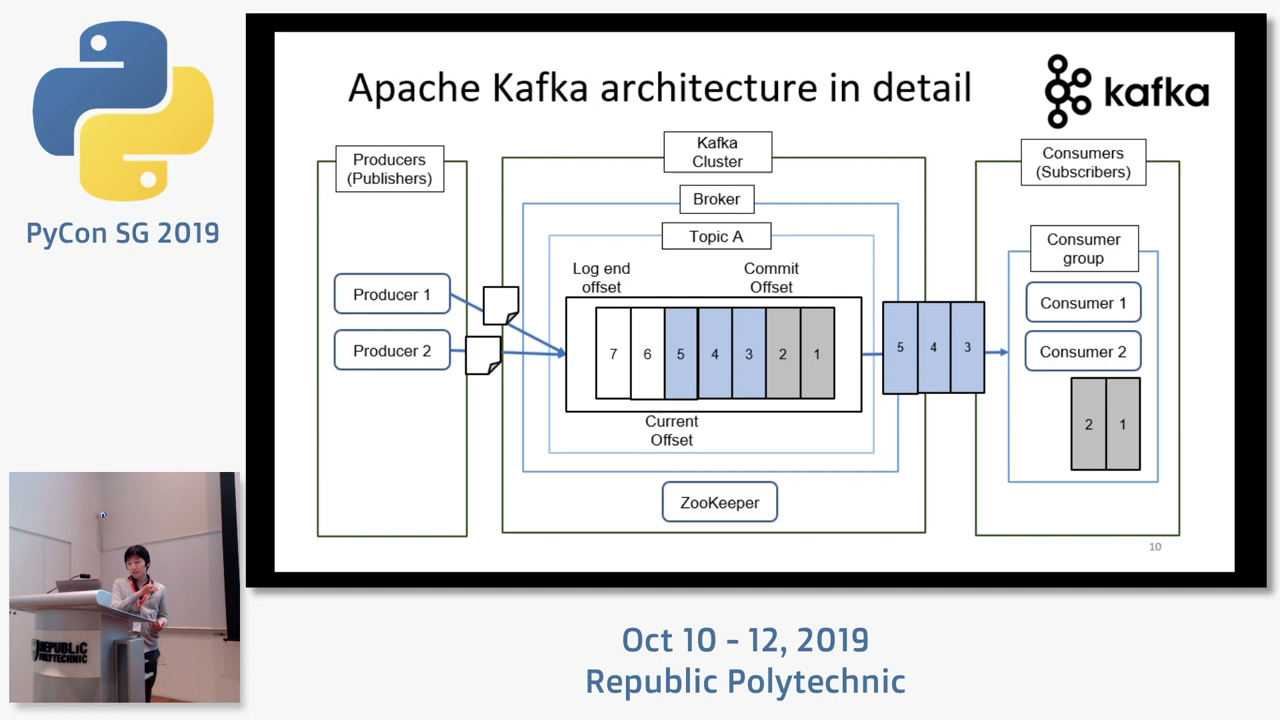 PyCon SG 2019
Apache Kafka architecture in detail
kafka
Producers
(Publishers)
Producer 1
Producer 2
Kafka
Cluster
Broker
Topic A
Log end
offset
Commit
Offset
7 6 5 4 3 2 1
Current
Offset
ZooKeeper
5 4 3
Consumers
(Subscribers)
Consumer
group
Consumer 1
Consumer 2
2 1
10
REPUBLIC
POLYTECHNIC
Oct 10 - 12, 2019
Republic Polytechnic